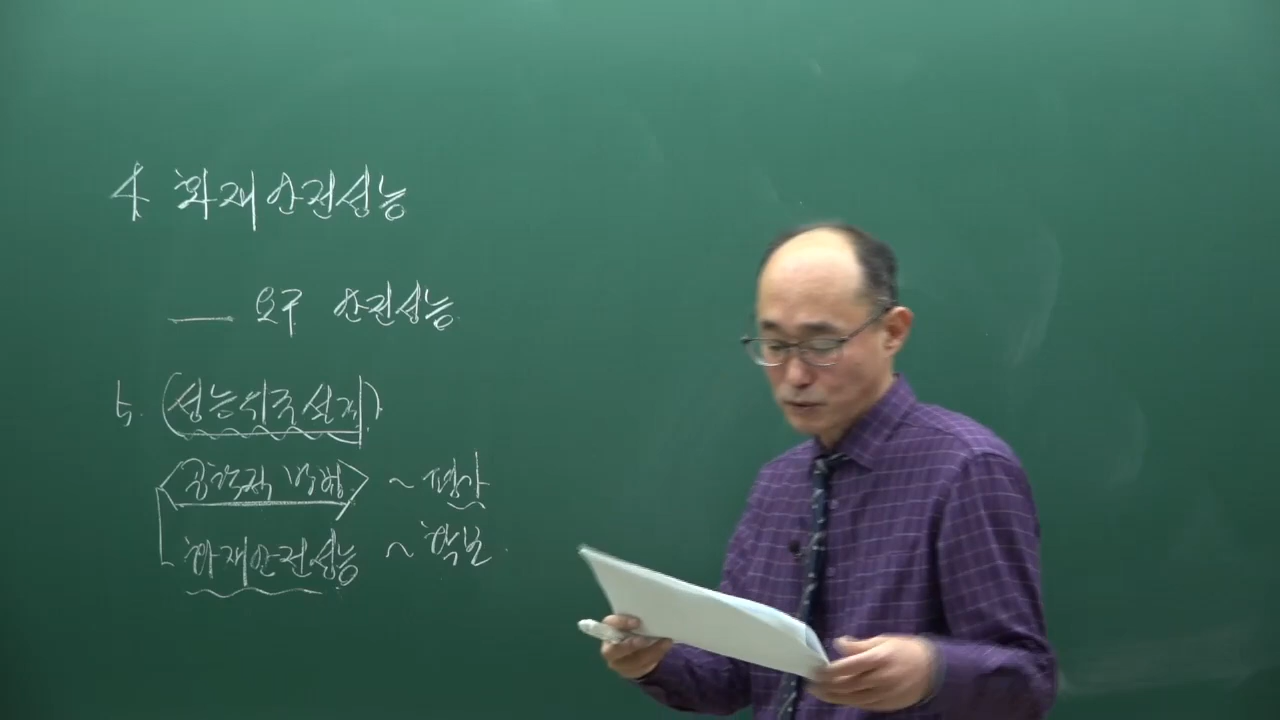 4 화재안전성능
— 요구 안전성능
5. (성능위주설계)
〈공학적 방법〉 ~ 평가
화재안전성능 ~ 확보.